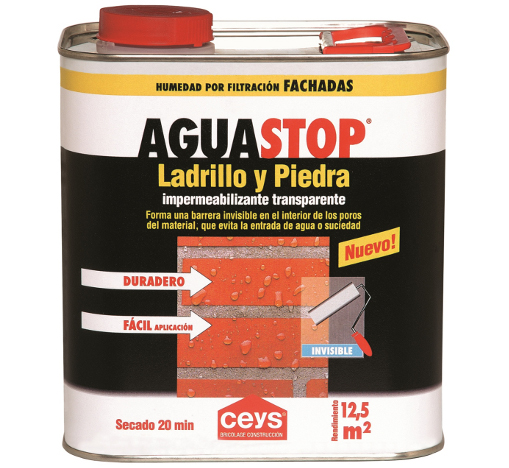 HUMEDAD POR FILTRACIÓN FACHADAS
AGUASTOP®
Ladrillo y Piedra
impermeabilizante transparente
Forma una barrera invisible en el interior de los poros
del material, que evita la entrada de agua o suciedad
Nuevo!
DURADERO
FÁCIL APLICACIÓN
INVISIBLE
Secado 20 min
ceys®
BRICOLAGE CONSTRUCCIÓN
Rendimiento
12,5
m²